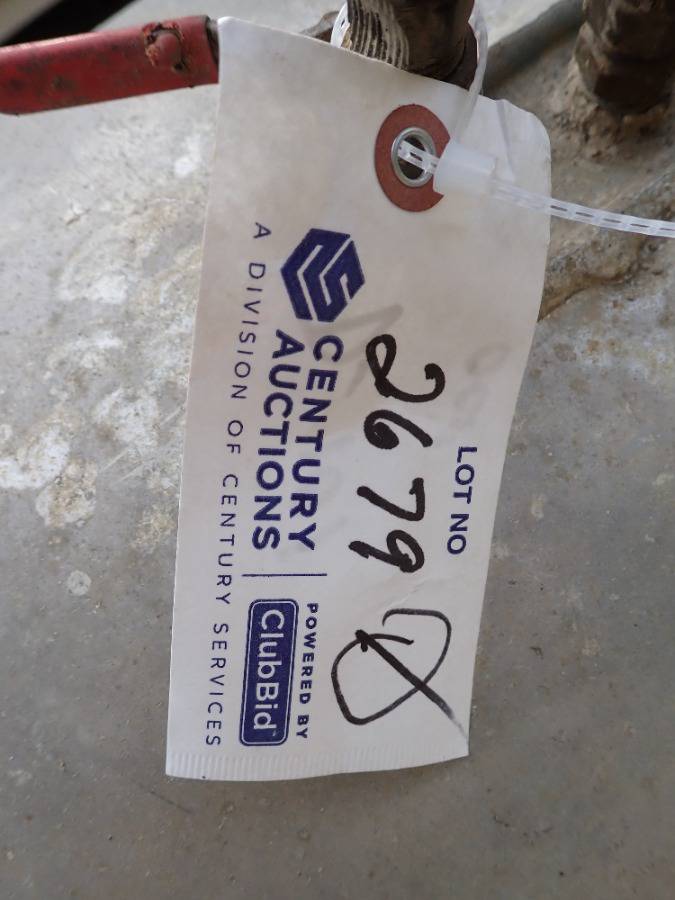 LOT NO
2679
CENTURY
AUCTIONS
A DIVISION OF CENTURY SERVICES
POWERED BY
ClubBid